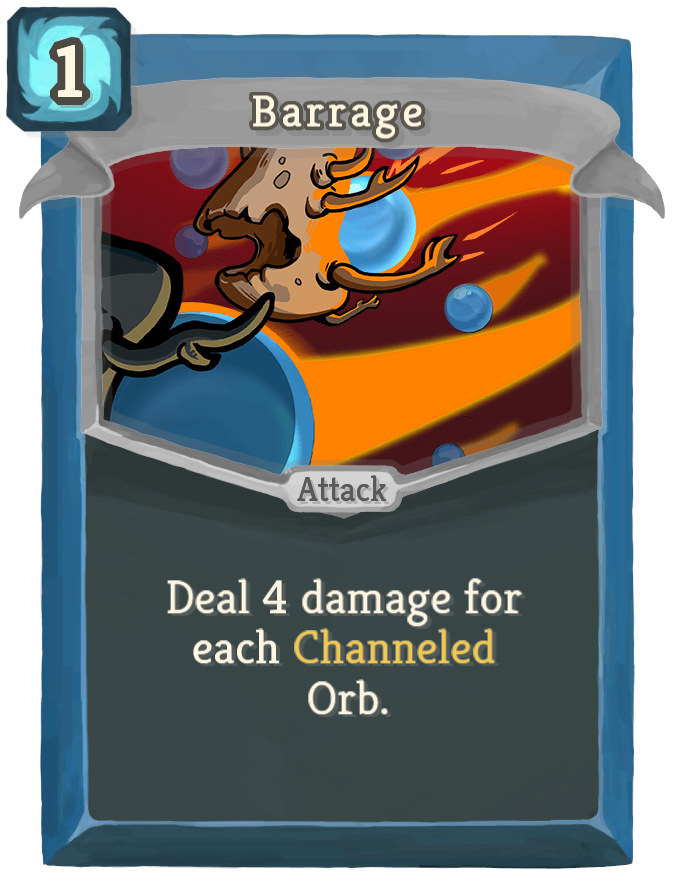 1
Barrage
Attack
Deal 4 damage for
each Channeled
Orb.